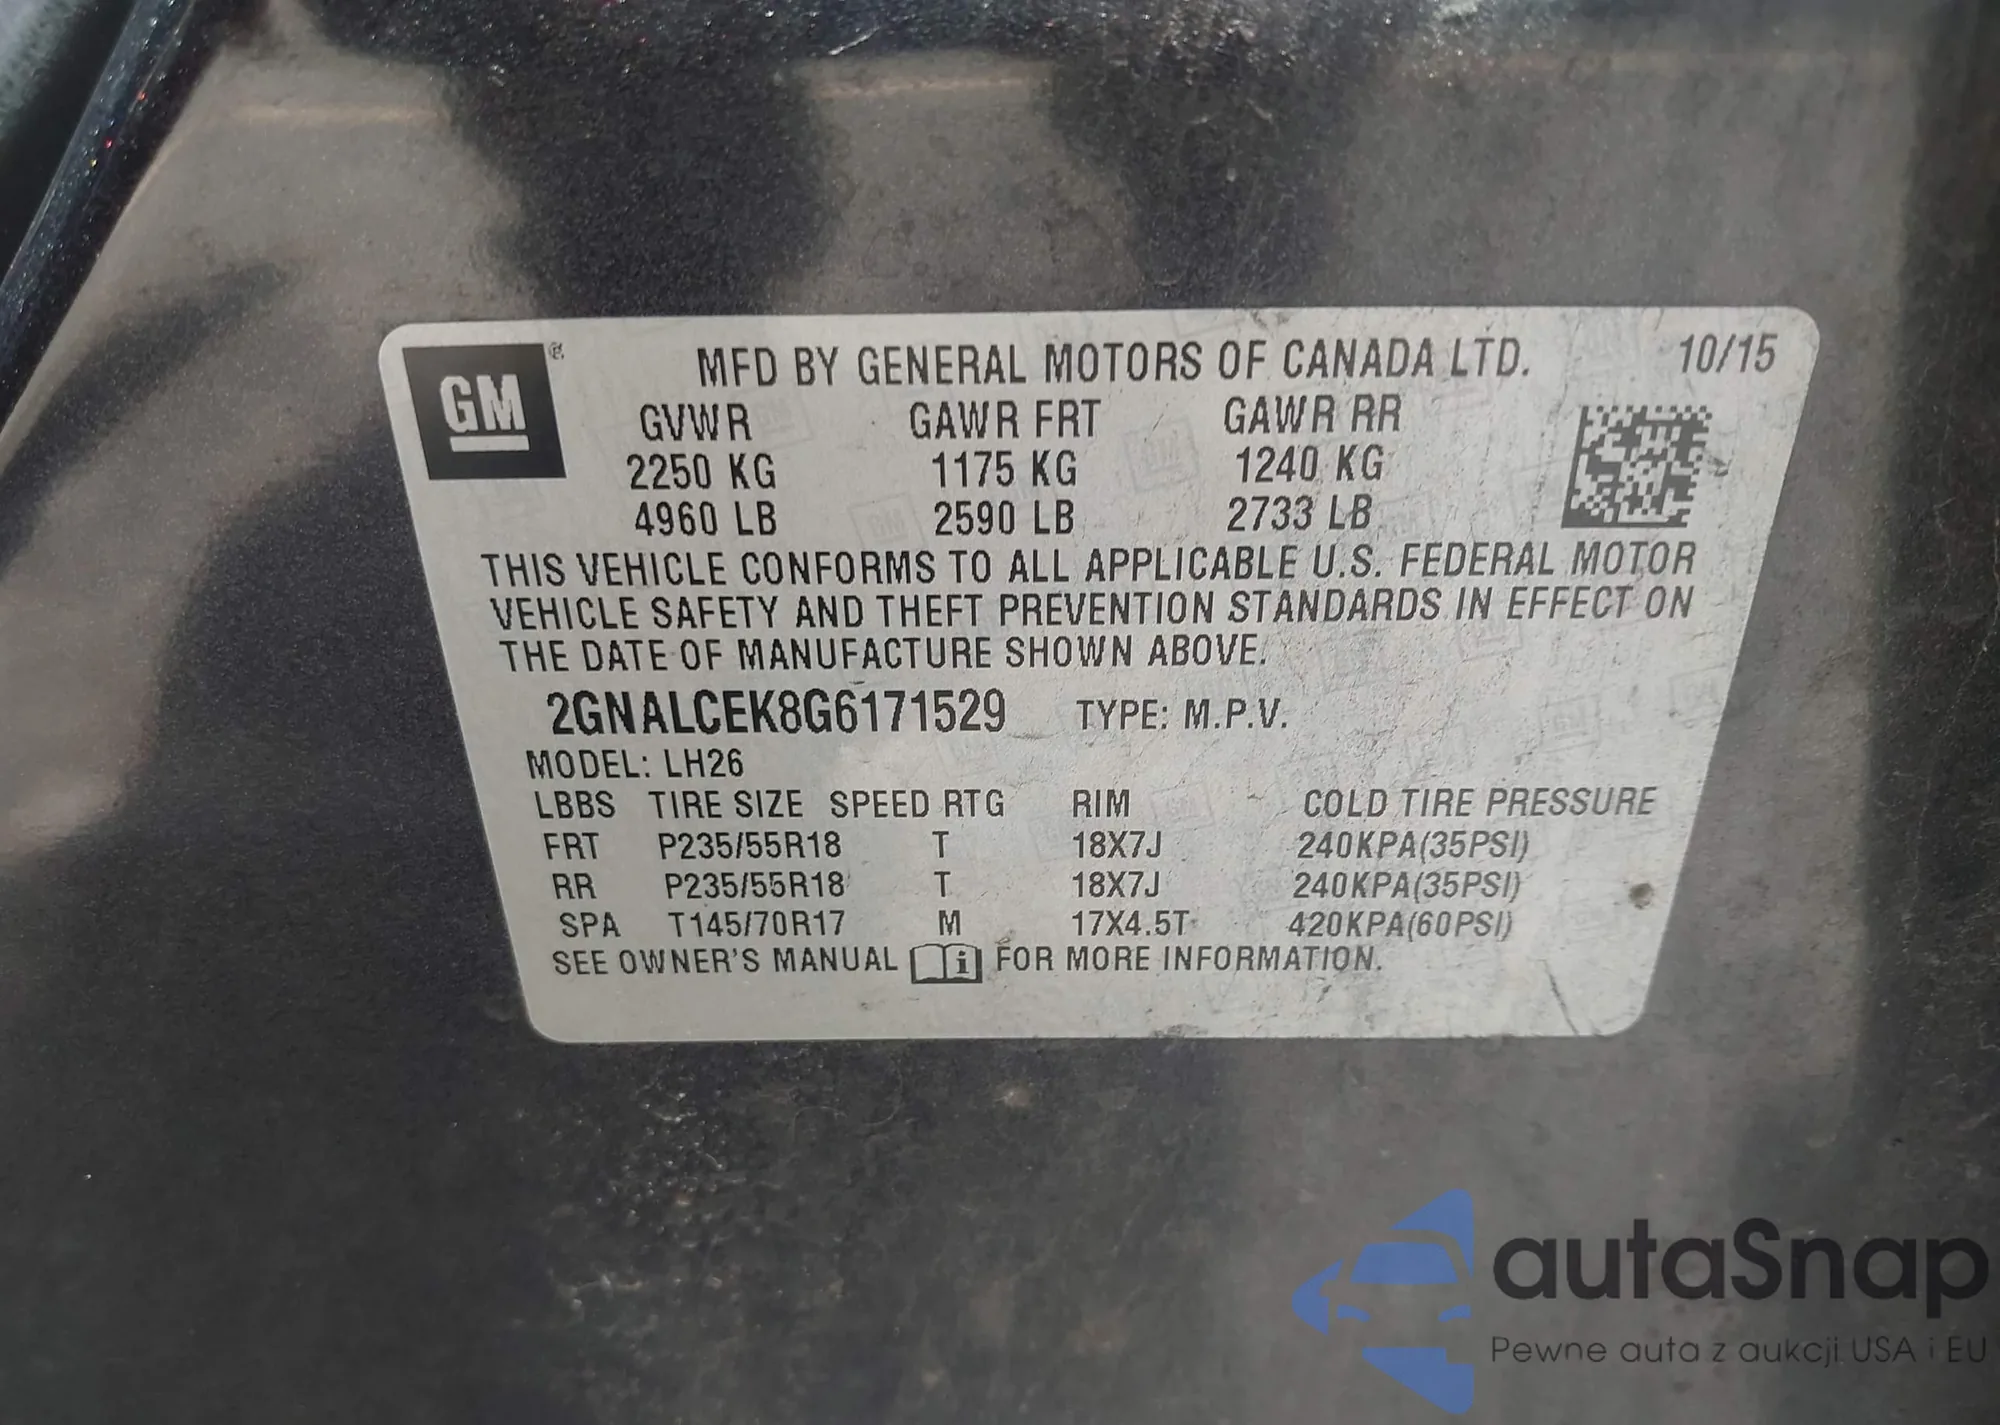 GM
MFD BY GENERAL MOTORS OF CANADA LTD. 10/15
GVWR GAWR FRT GAWR RR
2250 KG 1175 KG 1240 KG
4960 LB 2590 LB 2733 LB
THIS VEHICLE CONFORMS TO ALL APPLICABLE U.S. FEDERAL MOTOR
VEHICLE SAFETY AND THEFT PREVENTION STANDARDS IN EFFECT ON
THE DATE OF MANUFACTURE SHOWN ABOVE.
2GNALCEK8G6171529 TYPE: M.P.V.
MODEL: LH26
LBBS TIRE SIZE SPEED RTG RIM COLD TIRE PRESSURE
FRT P235/55R18 T 18X7J 240KPA(35PSI)
RR P235/55R18 T 18X7J 240KPA(35PSI)
SPA T145/70R17 M 17X4.5T 420KPA(60PSI)
SEE OWNER'S MANUAL i FOR MORE INFORMATION.
autaSnap
Pewne auta z aukcji USA i EU